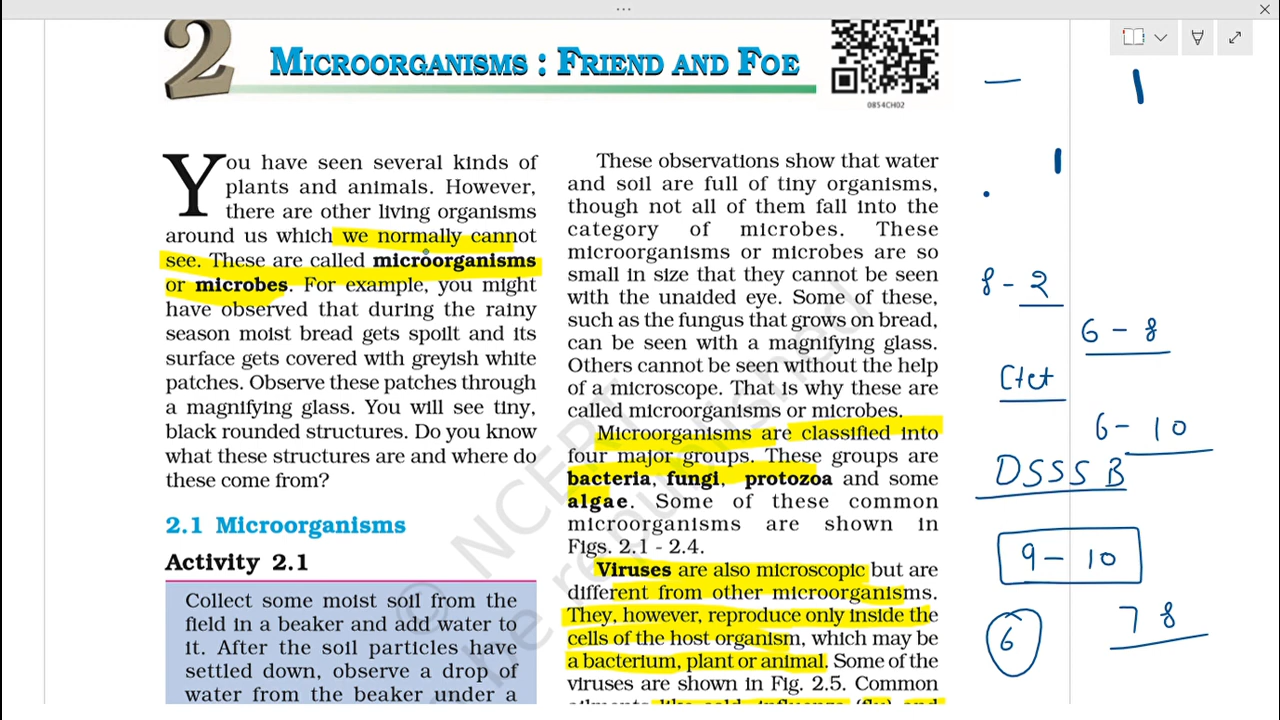 2
MICROORGANISMS : FRIEND AND FOE
0854CH02
You have seen several kinds of
plants and animals. However,
there are other living organisms
around us which we normally cannot
see. These are called microorganisms
or microbes. For example, you might
have observed that during the rainy
season moist bread gets spoilt and its
surface gets covered with greyish white
patches. Observe these patches through
a magnifying glass. You will see tiny,
black rounded structures. Do you know
what these structures are and where do
these come from?
2.1 Microorganisms
Activity 2.1
Collect some moist soil from the
field in a beaker and add water to
it. After the soil particles have
settled down, observe a drop of
water from the beaker under a
These observations show that water
and soil are full of tiny organisms,
though not all of them fall into the
category of microbes. These
microorganisms or microbes are so
small in size that they cannot be seen
with the unaided eye. Some of these,
such as the fungus that grows on bread,
can be seen with a magnifying glass.
Others cannot be seen without the help
of a microscope. That is why these are
called microorganisms or microbes.
Microorganisms are classified into
four major groups. These groups are
bacteria, fungi, protozoa and some
algae. Some of these common
microorganisms are shown in
Figs. 2.1 - 2.4.
Viruses are also microscopic but are
different from other microorganisms.
They, however, reproduce only inside the
cells of the host organism, which may be
a bacterium, plant or animal. Some of the
viruses are shown in Fig. 2.5. Common
ailments like cold, influenza (flu) and
© NCERT
be republished
8 - 2
6 - 8
Ctet
6 - 10
DSSSB
9 - 10
6
7 8